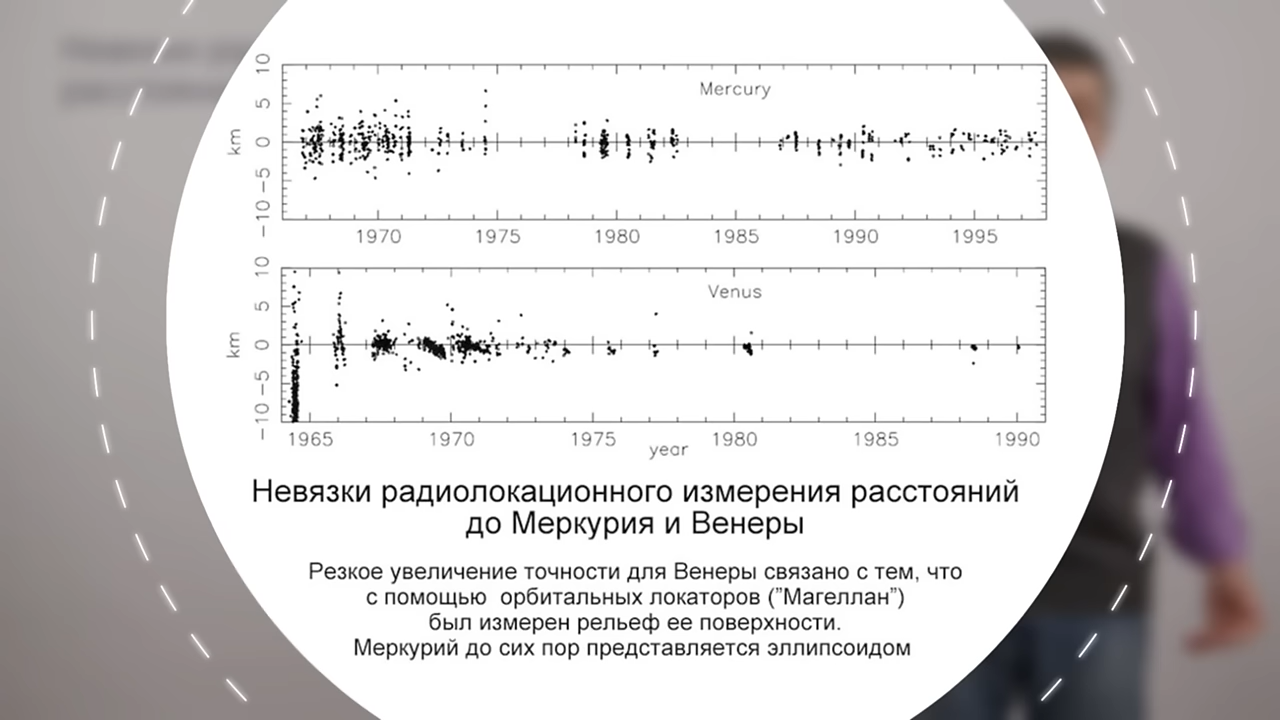 10
5
0
−5
−10
km
Mercury
1970 1975 1980 1985 1990 1995
10
5
0
−5
−10
km
Venus
1965 1970 1975 1980 1985 1990
year
Невязки радиолокационного измерения расстояний
до Меркурия и Венеры
Резкое увеличение точности для Венеры связано с тем, что
с помощью орбитальных локаторов ("Магеллан")
был измерен рельеф ее поверхности.
Меркурий до сих пор представляется эллипсоидом